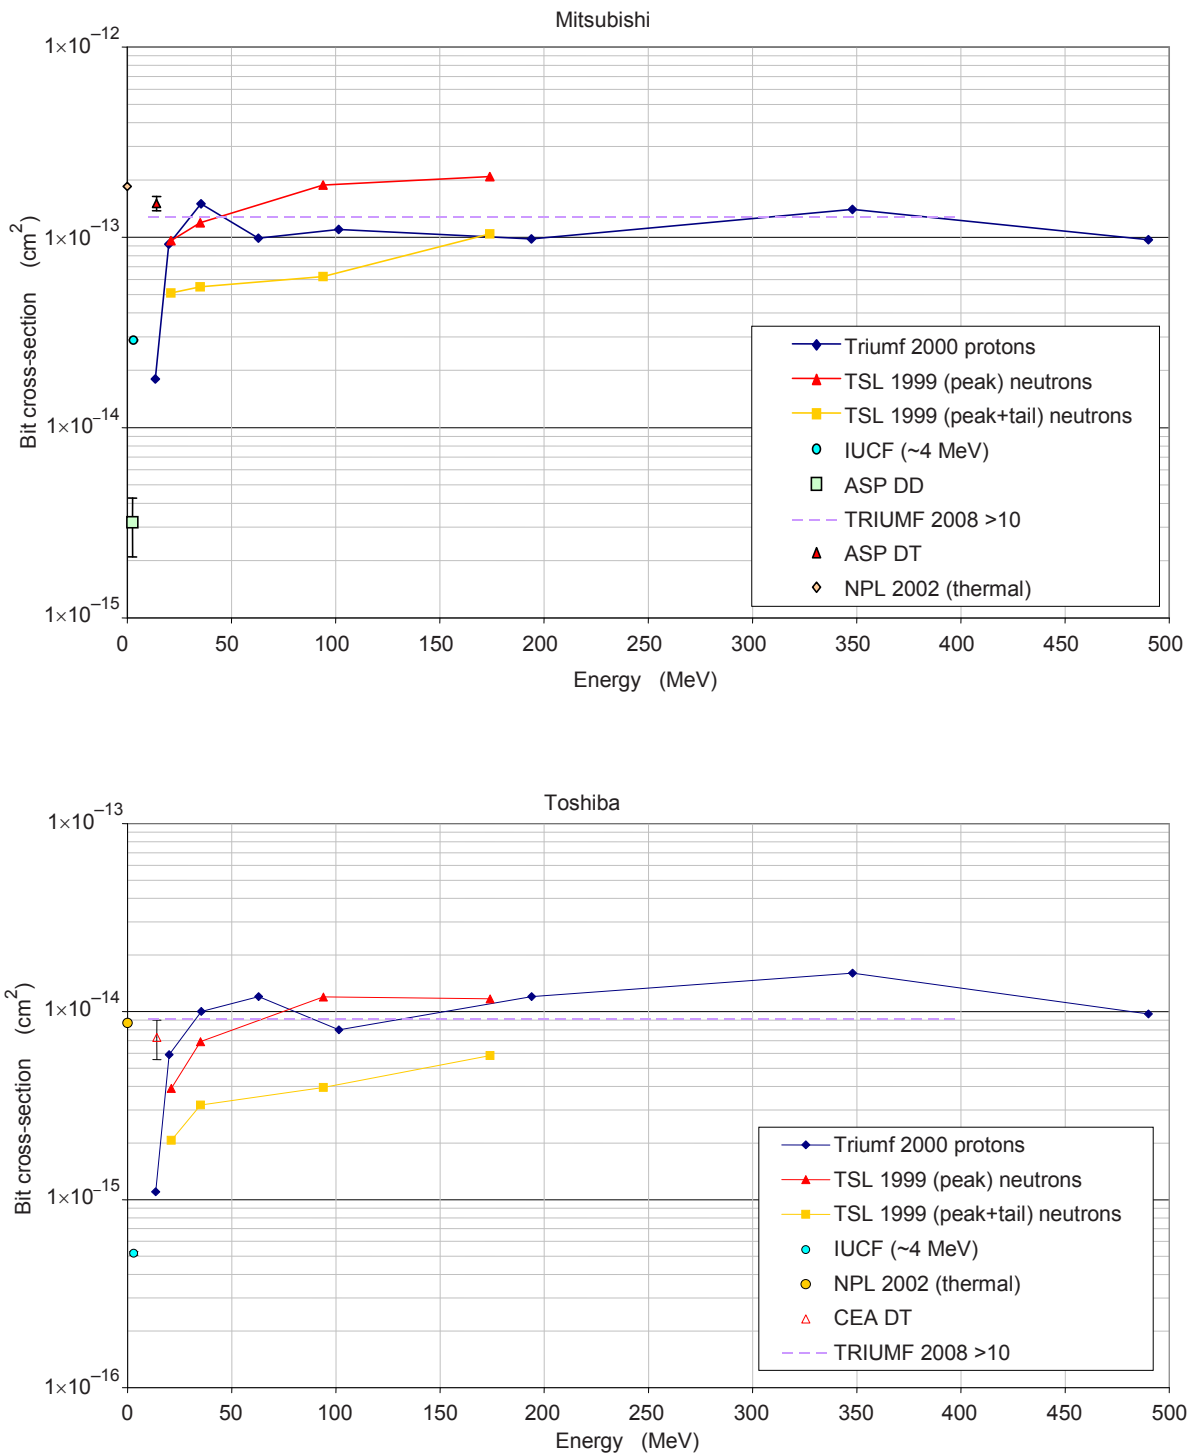 Mitsubishi
1×10⁻¹²
1×10⁻¹³
1×10⁻¹⁴
1×10⁻¹⁵
Bit cross-section (cm²)
Triumf 2000 protons
TSL 1999 (peak) neutrons
TSL 1999 (peak+tail) neutrons
IUCF (~4 MeV)
ASP DD
TRIUMF 2008 >10
ASP DT
NPL 2002 (thermal)
0 50 100 150 200 250 300 350 400 450 500
Energy (MeV)
Toshiba
1×10⁻¹³
1×10⁻¹⁴
1×10⁻¹⁵
1×10⁻¹⁶
Bit cross-section (cm²)
Triumf 2000 protons
TSL 1999 (peak) neutrons
TSL 1999 (peak+tail) neutrons
IUCF (~4 MeV)
NPL 2002 (thermal)
CEA DT
TRIUMF 2008 >10
0 50 100 150 200 250 300 350 400 450 500
Energy (MeV)